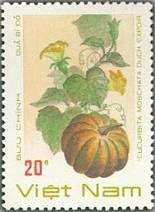 QUẢ BÍ ĐỎ
BƯU CHÍNH
CUCURBITA MOSCHATA DUCH EXPOIR
20đ
Việt Nam